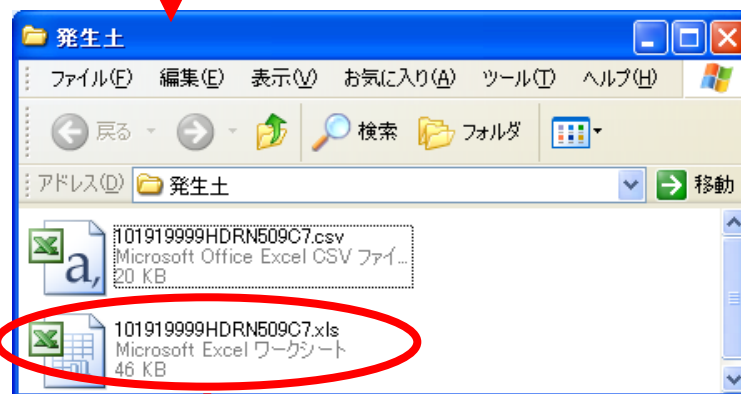 発生土
ファイル(F) 編集(E) 表示(V) お気に入り(A) ツール(T) ヘルプ(H)
戻る 検索 フォルダ
アドレス(D) 発生土 移動
101919999HDRN509C7.csv
Microsoft Office Excel CSV ファイ...
20 KB
a,
101919999HDRN509C7.xls
Microsoft Excel ワークシート
46 KB